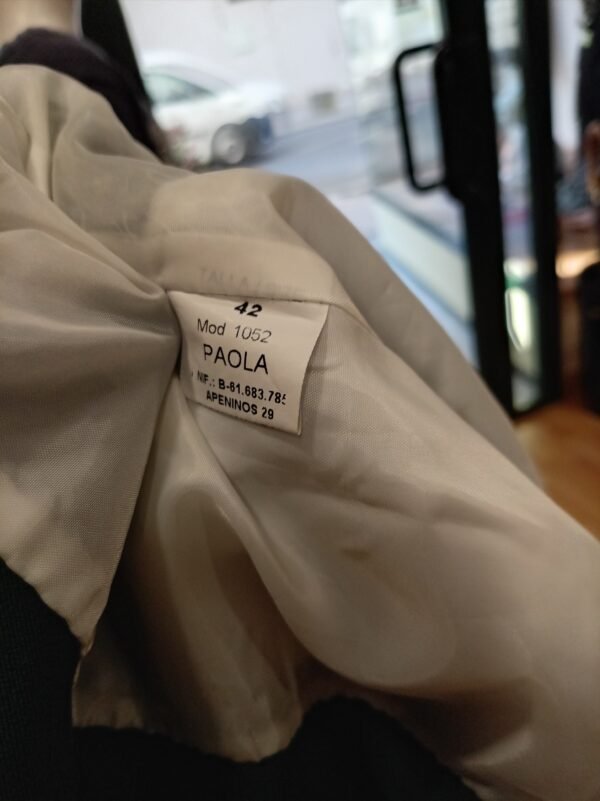 42
Mod 1052
PAOLA
NIF.: B-61.683.785
APENINOS 29